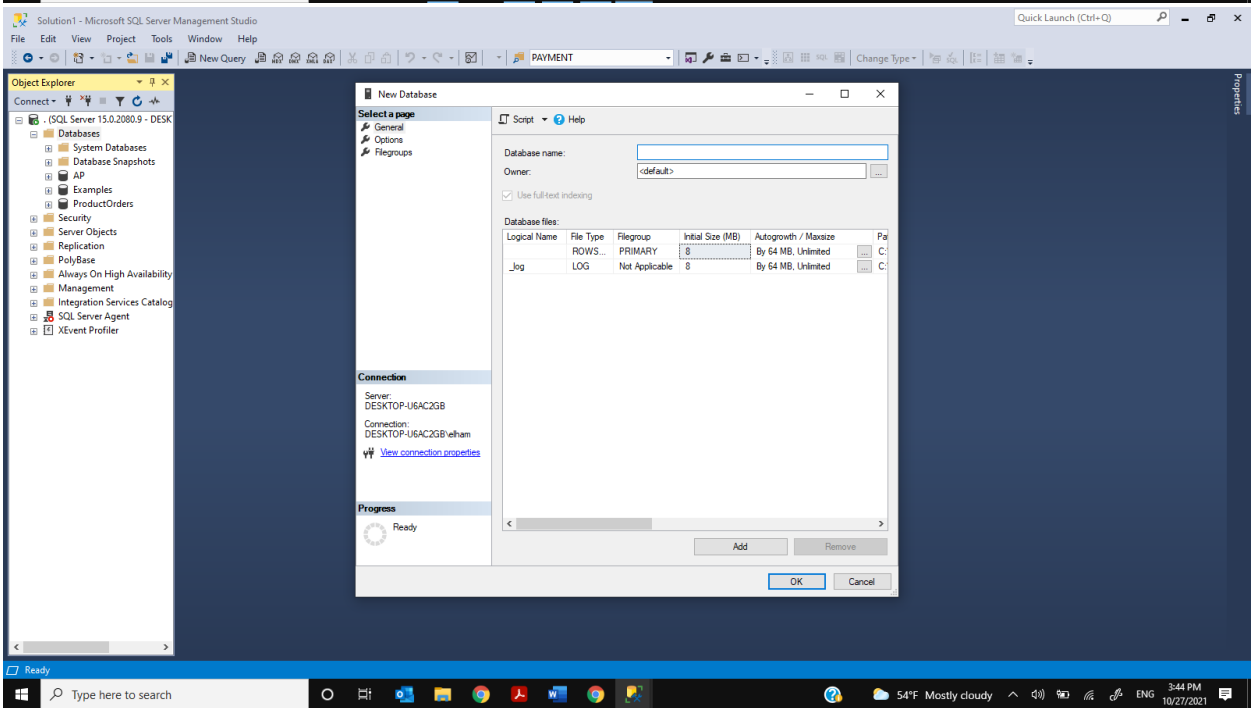 Solution1 - Microsoft SQL Server Management Studio
Quick Launch (Ctrl+Q)
File Edit View Project Tools Window Help
New Query
PAYMENT
Change Type
Object Explorer
Connect
. (SQL Server 15.0.2080.9 - DESK
Databases
System Databases
Database Snapshots
AP
Examples
ProductOrders
Security
Server Objects
Replication
PolyBase
Always On High Availability
Management
Integration Services Catalog
SQL Server Agent
XEvent Profiler
New Database
Select a page
General
Options
Filegroups
Script Help
Database name:
Owner: <default> ...
Use full-text indexing
Database files:
Logical Name File Type Filegroup Initial Size (MB) Autogrowth / Maxsize Pa
ROWS... PRIMARY 8 By 64 MB, Unlimited ... C:
_log LOG Not Applicable 8 By 64 MB, Unlimited ... C:
Connection
Server:
DESKTOP-U6AC2GB
Connection:
DESKTOP-U6AC2GB\elham
View connection properties
Progress
Ready
Add Remove
OK Cancel
Properties
Ready
Type here to search
54°F Mostly cloudy
ENG
3:44 PM
10/27/2021